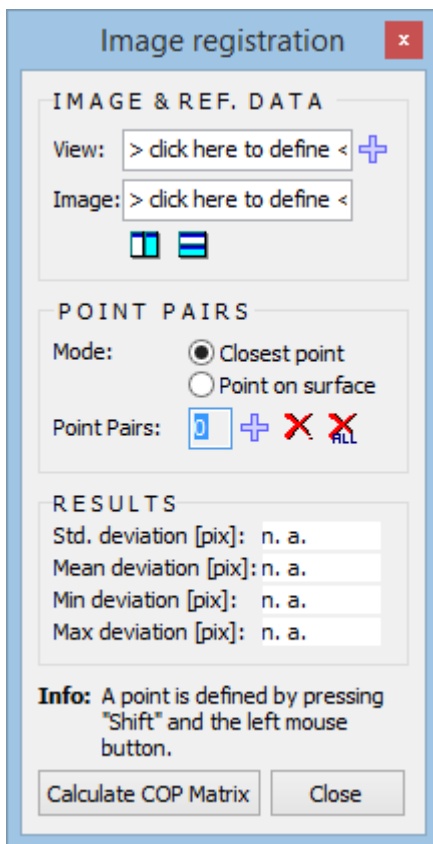 Image registration
x
IMAGE & REF. DATA
View: > click here to define <
Image: > click here to define <
POINT PAIRS
Mode: Closest point
Point on surface
Point Pairs: 0 ALL
RESULTS
Std. deviation [pix]: n. a.
Mean deviation [pix]: n. a.
Min deviation [pix]: n. a.
Max deviation [pix]: n. a.
Info: A point is defined by pressing
"Shift" and the left mouse
button.
Calculate COP Matrix Close